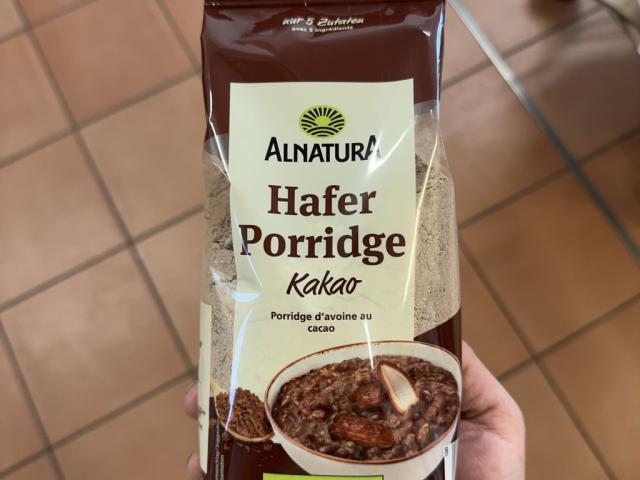 nur 5 Zutaten
avec 5 ingrédients
ALNATURA
Hafer
Porridge
Kakao
Porridge d'avoine au
cacao